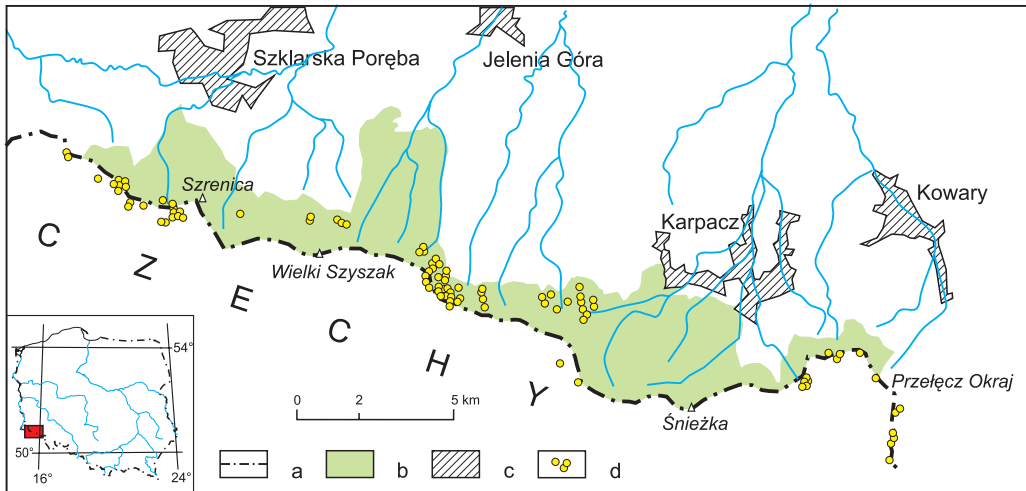 Szklarska Poręba
Jelenia Góra
Szrenica
Kowary
Karpacz
Wielki Szyszak
C Z E C H Y
Przełęcz Okraj
Śnieżka
0 2 5 km
54°
50°
16°
24°
a b c d